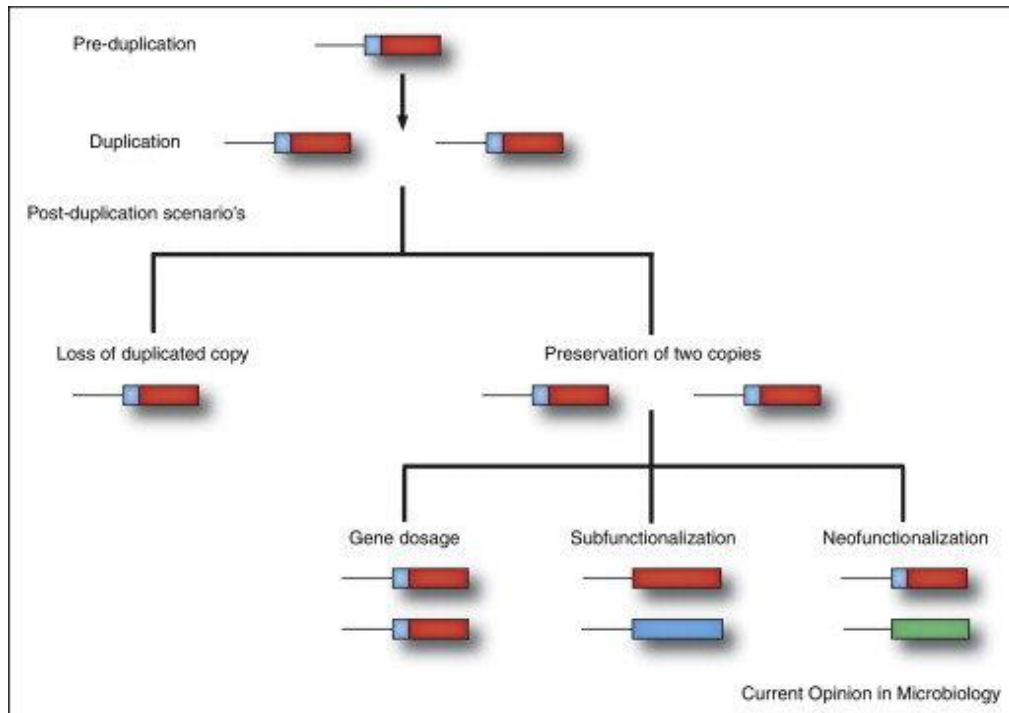 Pre-duplication
Duplication
Post-duplication scenario's
Loss of duplicated copy
Preservation of two copies
Gene dosage
Subfunctionalization
Neofunctionalization
Current Opinion in Microbiology